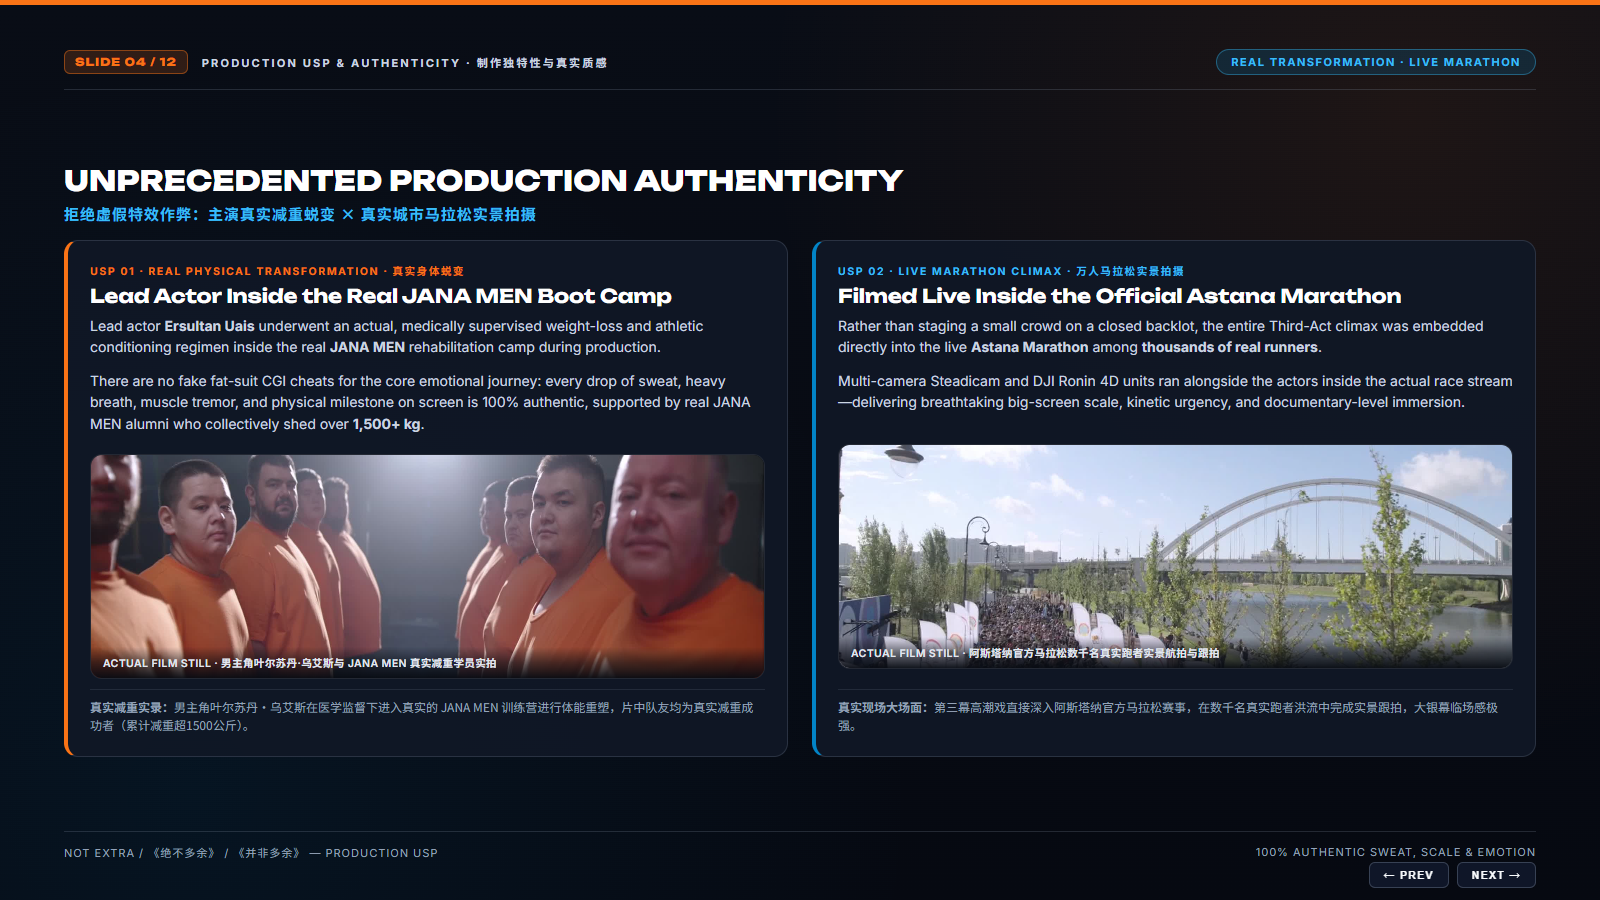 SLIDE 04 / 12
PRODUCTION USP & AUTHENTICITY · 制作独特性与真实质感
REAL TRANSFORMATION · LIVE MARATHON
UNPRECEDENTED PRODUCTION AUTHENTICITY
拒绝虚假特效作弊：主演真实减重蜕变 × 真实城市马拉松实景拍摄
USP 01 · REAL PHYSICAL TRANSFORMATION · 真实身体蜕变
Lead Actor Inside the Real JANA MEN Boot Camp
Lead actor Ersultan Uais underwent an actual, medically supervised weight-loss and athletic
conditioning regimen inside the real JANA MEN rehabilitation camp during production.
There are no fake fat-suit CGI cheats for the core emotional journey: every drop of sweat, heavy
breath, muscle tremor, and physical milestone on screen is 100% authentic, supported by real JANA
MEN alumni who collectively shed over 1,500+ kg.
ACTUAL FILM STILL · 男主角叶尔苏丹·乌艾斯与 JANA MEN 真实减重学员实拍
真实减重实录：男主角叶尔苏丹・乌艾斯在医学监督下进入真实的 JANA MEN 训练营进行体能重塑，片中队友均为真实减重成
功者（累计减重超1500公斤）。
USP 02 · LIVE MARATHON CLIMAX · 万人马拉松实景拍摄
Filmed Live Inside the Official Astana Marathon
Rather than staging a small crowd on a closed backlot, the entire Third-Act climax was embedded
directly into the live Astana Marathon among thousands of real runners.
Multi-camera Steadicam and DJI Ronin 4D units ran alongside the actors inside the actual race stream
—delivering breathtaking big-screen scale, kinetic urgency, and documentary-level immersion.
ACTUAL FILM STILL · 阿斯塔纳官方马拉松数千名真实跑者实景航拍与跟拍
真实现场大场面：第三幕高潮戏直接深入阿斯塔纳官方马拉松赛事，在数千名真实跑者洪流中完成实景跟拍，大银幕临场感极
强。
NOT EXTRA / 《绝不多余》 / 《并非多余》 — PRODUCTION USP
100% AUTHENTIC SWEAT, SCALE & EMOTION
← PREV
NEXT →